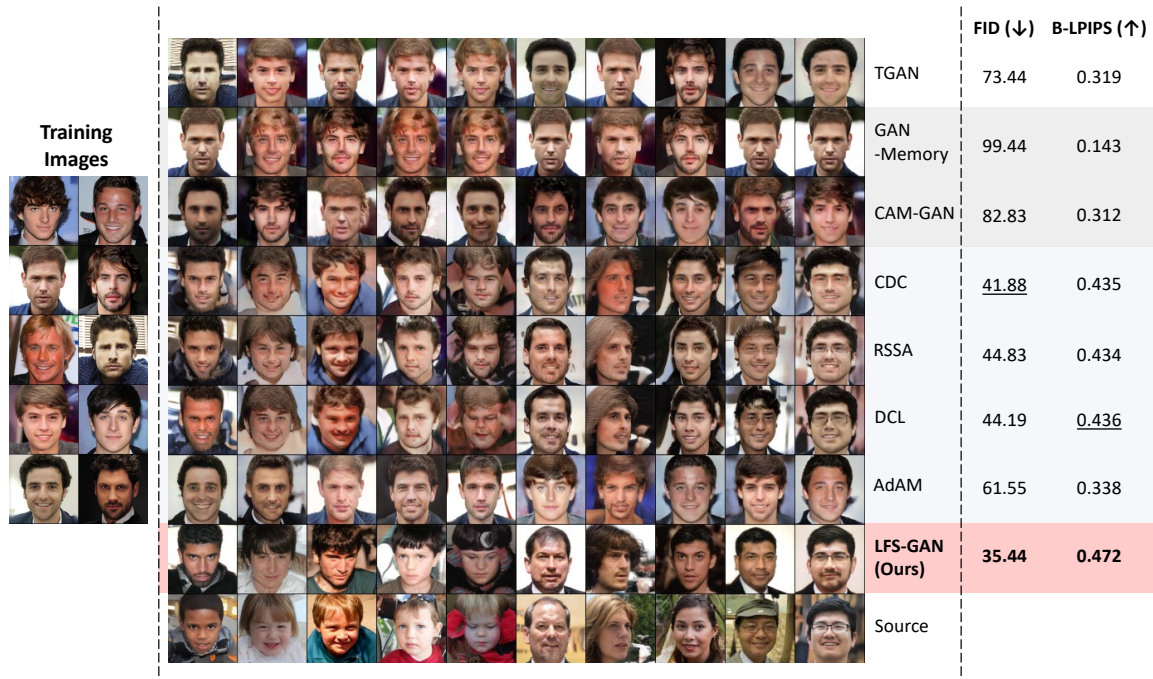 FID (↓) B-LPIPS (↑)
TGAN 73.44 0.319
Training
Images
GAN
-Memory 99.44 0.143
CAM-GAN 82.83 0.312
CDC 41.88 0.435
RSSA 44.83 0.434
DCL 44.19 0.436
AdAM 61.55 0.338
LFS-GAN
(Ours) 35.44 0.472
Source